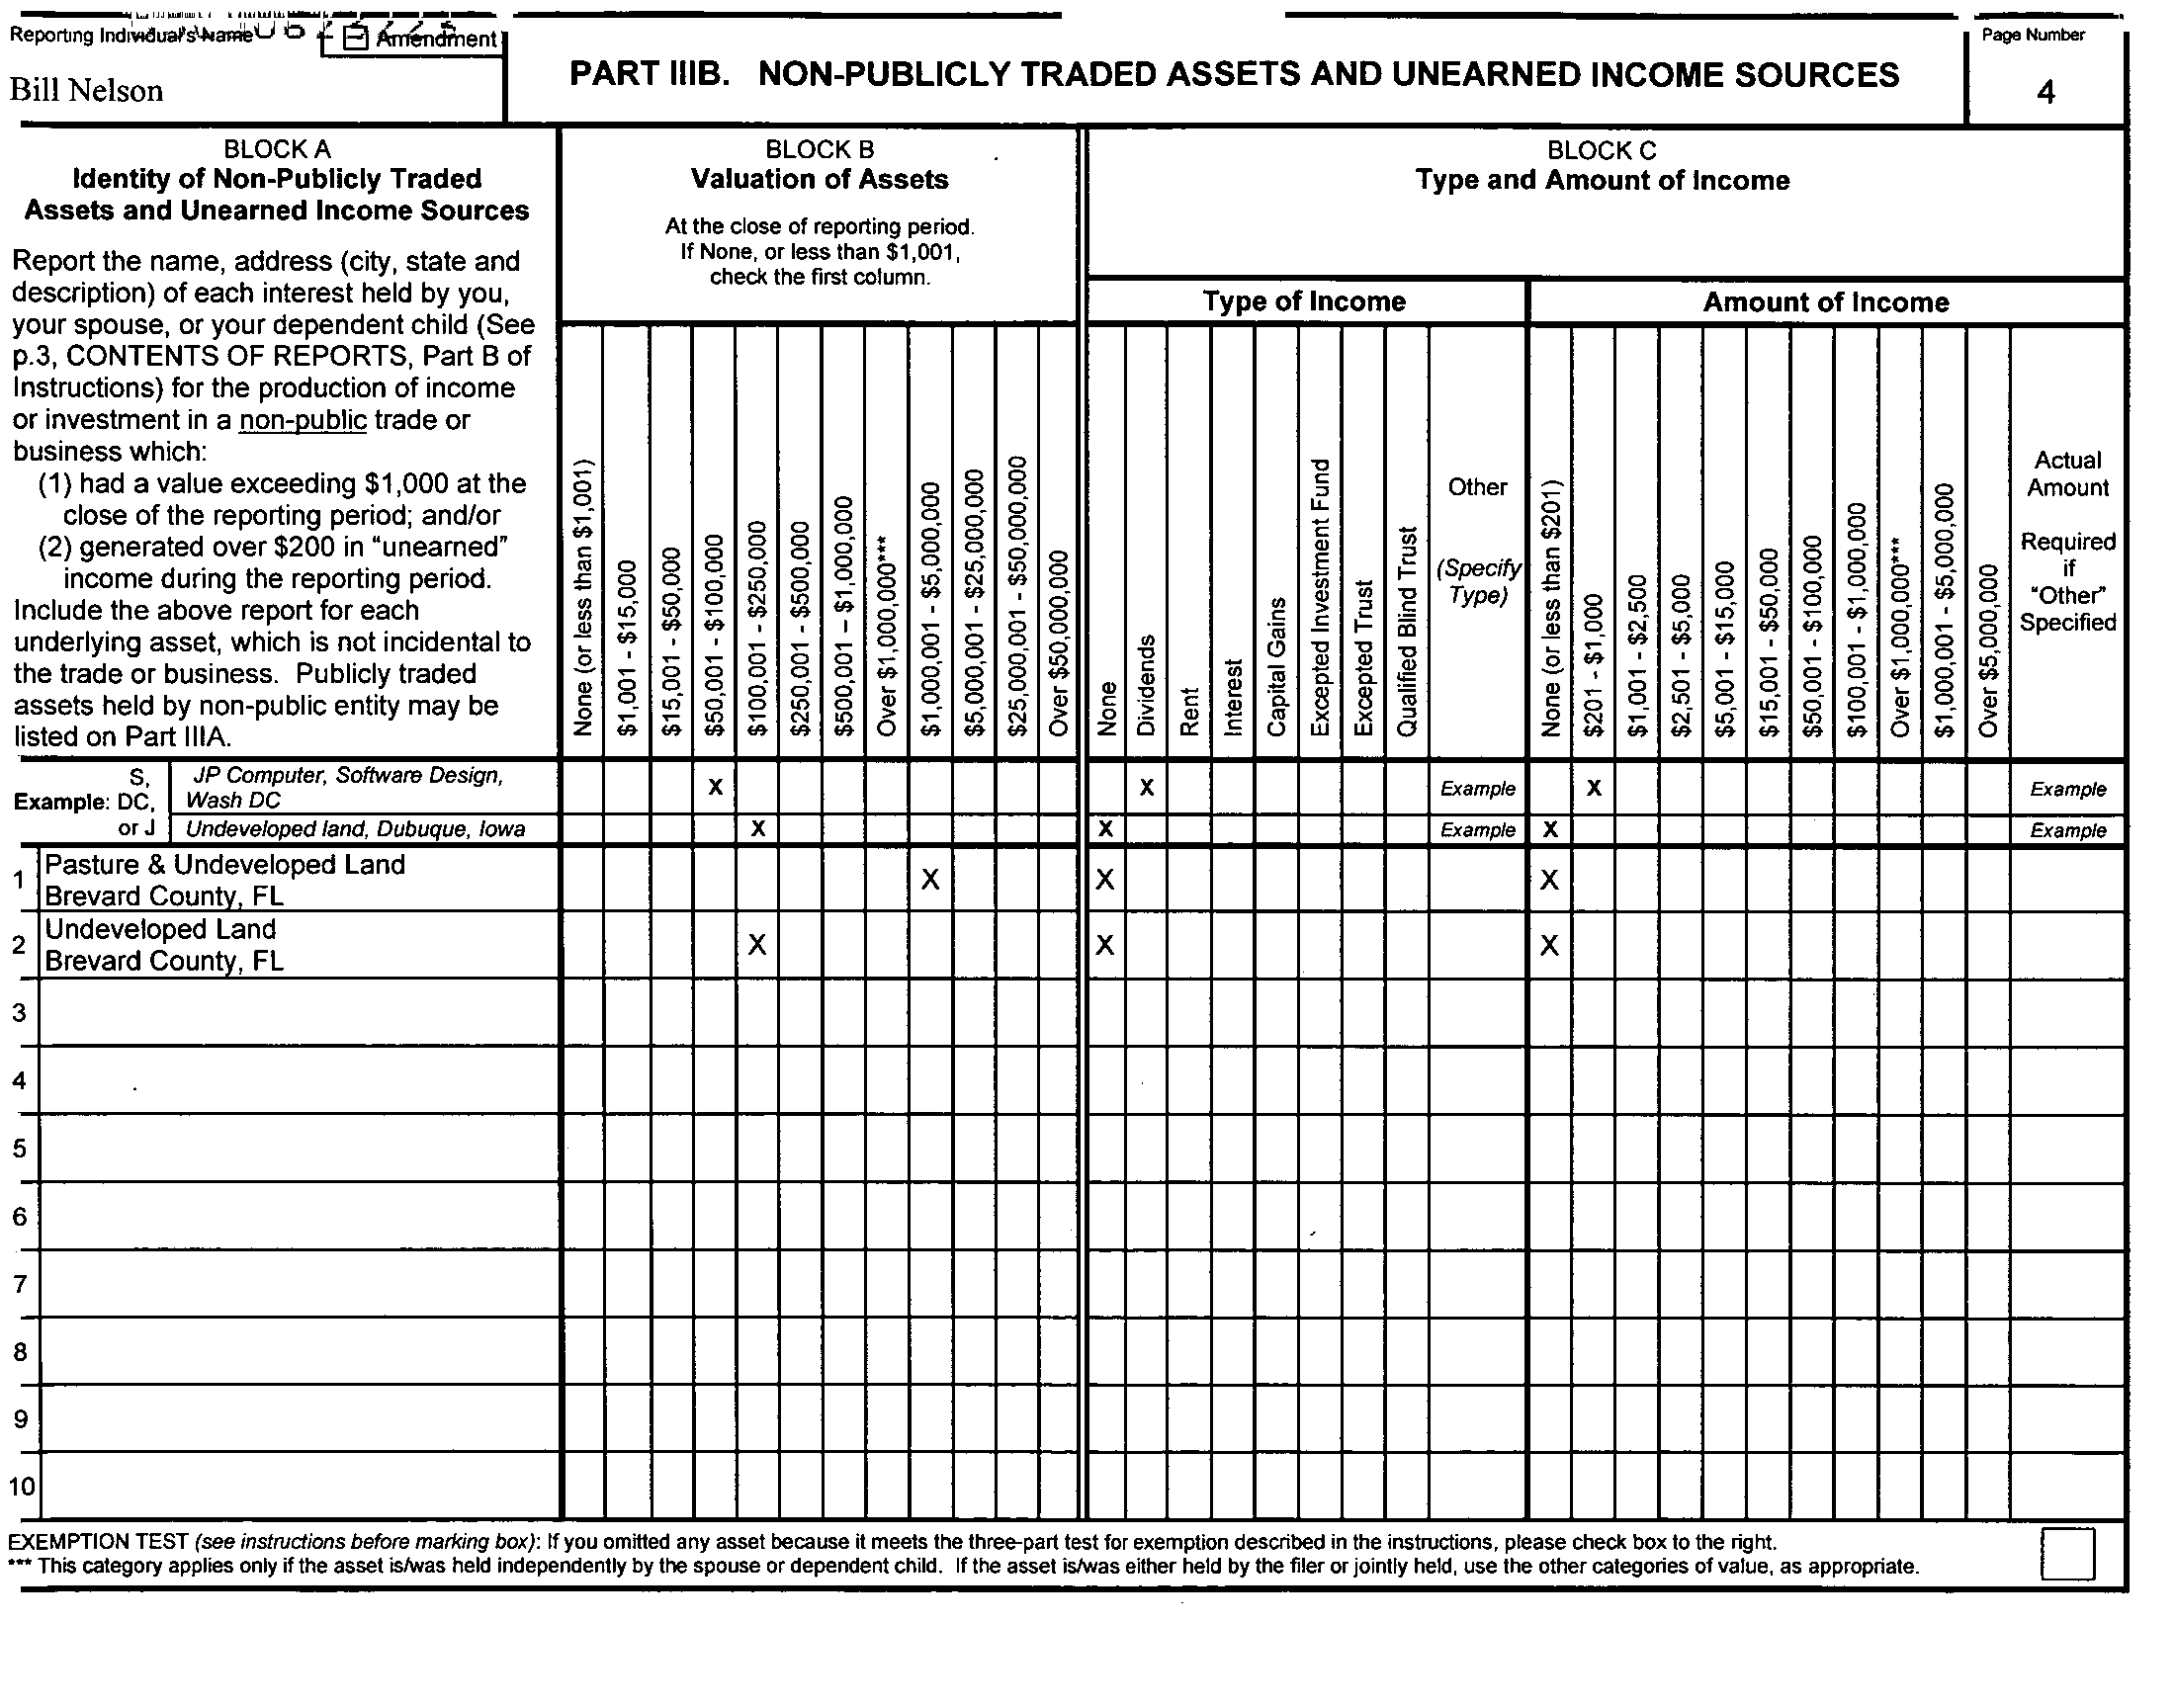 Reporting Individual's Name
Amendment
Bill Nelson
PART IIIB. NON-PUBLICLY TRADED ASSETS AND UNEARNED INCOME SOURCES
Page Number
4
BLOCK A
Identity of Non-Publicly Traded
Assets and Unearned Income Sources
Report the name, address (city, state and
description) of each interest held by you,
your spouse, or your dependent child (See
p.3, CONTENTS OF REPORTS, Part B of
Instructions) for the production of income
or investment in a non-public trade or
business which:
(1) had a value exceeding $1,000 at the
close of the reporting period; and/or
(2) generated over $200 in “unearned”
income during the reporting period.
Include the above report for each
underlying asset, which is not incidental to
the trade or business. Publicly traded
assets held by non-public entity may be
listed on Part IIIA.
BLOCK B
Valuation of Assets
At the close of reporting period.
If None, or less than $1,001,
check the first column.
None (or less than $1,001)
$1,001 - $15,000
$15,001 - $50,000
$50,001 - $100,000
$100,001 - $250,000
$250,001 - $500,000
$500,001 – $1,000,000
Over $1,000,000***
$1,000,001 - $5,000,000
$5,000,001 - $25,000,000
$25,000,001 - $50,000,000
Over $50,000,000
BLOCK C
Type and Amount of Income
Type of Income
None
Dividends
Rent
Interest
Capital Gains
Excepted Investment Fund
Excepted Trust
Qualified Blind Trust
Other
(Specify
Type)
Amount of Income
None (or less than $201)
$201 - $1,000
$1,001 - $2,500
$2,501 - $5,000
$5,001 - $15,000
$15,001 - $50,000
$50,001 - $100,000
$100,001 - $1,000,000
Over $1,000,000***
$1,000,001 - $5,000,000
Over $5,000,000
Actual
Amount
Required
if
“Other”
Specified
Example: S,
DC,
or J
JP Computer, Software Design,
Wash DC
X X Example X Example
Undeveloped land, Dubuque, Iowa X X Example X Example
1 Pasture & Undeveloped Land
Brevard County, FL
X X X
2 Undeveloped Land
Brevard County, FL
X X X
3
4
5
6
7
8
9
10
EXEMPTION TEST (see instructions before marking box): If you omitted any asset because it meets the three-part test for exemption described in the instructions, please check box to the right.
*** This category applies only if the asset is/was held independently by the spouse or dependent child. If the asset is/was either held by the filer or jointly held, use the other categories of value, as appropriate.